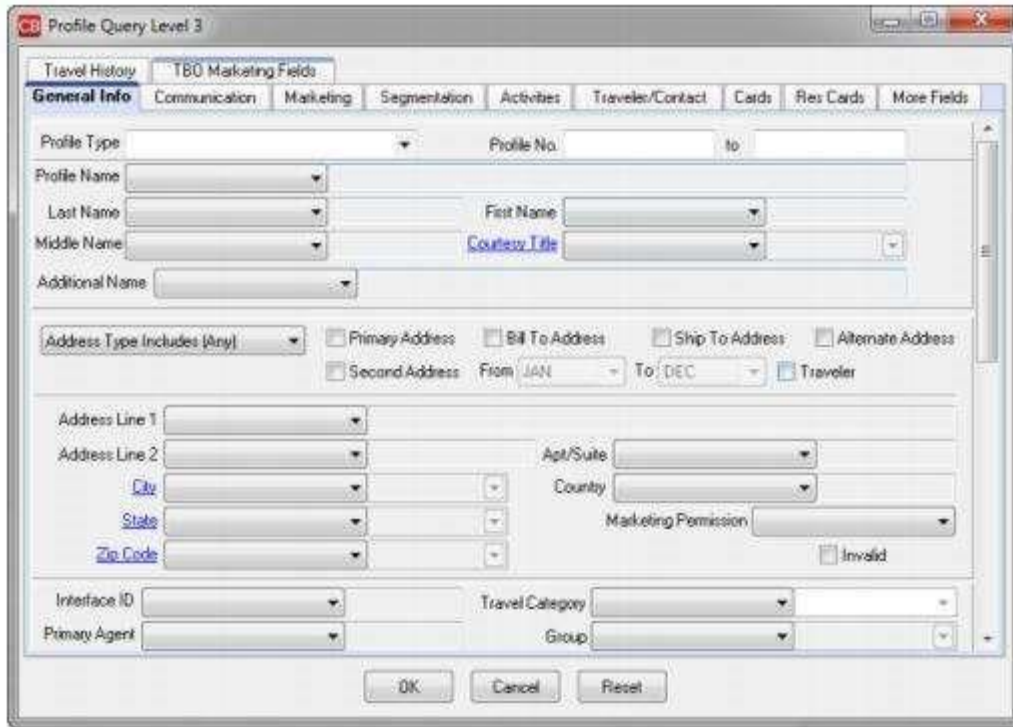 CB Profile Query Level 3
Travel History TBO Marketing Fields
General Info Communication Marketing Segmentation Activities Traveler/Contact Cards Res Cards More Fields
Profile Type Profile No. to
Profile Name
Last Name First Name
Middle Name Courtesy Title
Additional Name
Address Type Includes (Any) Primary Address Bill To Address Ship To Address Alternate Address
Second Address From JAN To DEC Traveler
Address Line 1
Address Line 2 Apt/Suite
City Country
State Marketing Permission
Zip Code Invalid
Interface ID Travel Category
Primary Agent Group
OK Cancel Reset